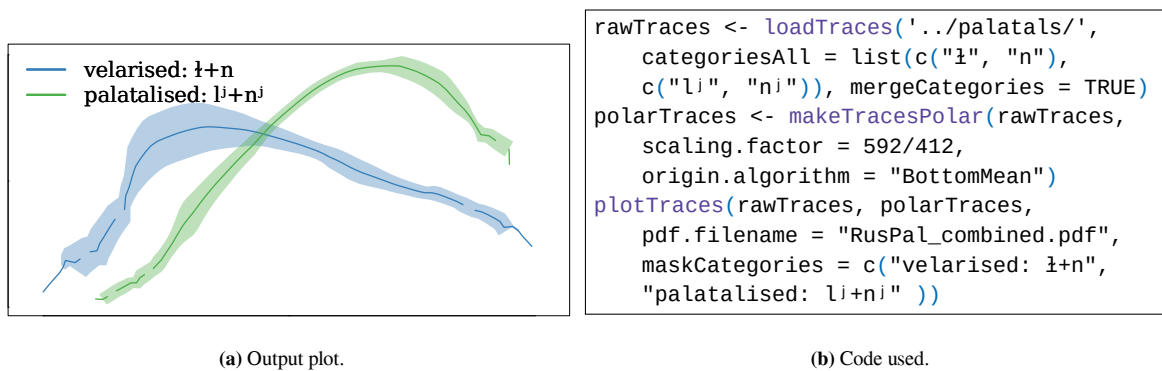 velarised: ɫ+n
palatalised: lʲ+nʲ
(a) Output plot.
rawTraces <- loadTraces('../palatals/',
categoriesAll = list(c("ɫ", "n"),
c("lʲ", "nʲ")), mergeCategories = TRUE)
polarTraces <- makeTracesPolar(rawTraces,
scaling.factor = 592/412,
origin.algorithm = "BottomMean")
plotTraces(rawTraces, polarTraces,
pdf.filename = "RusPal_combined.pdf",
maskCategories = c("velarised: ɫ+n",
"palatalised: lʲ+nʲ" ))
(b) Code used.